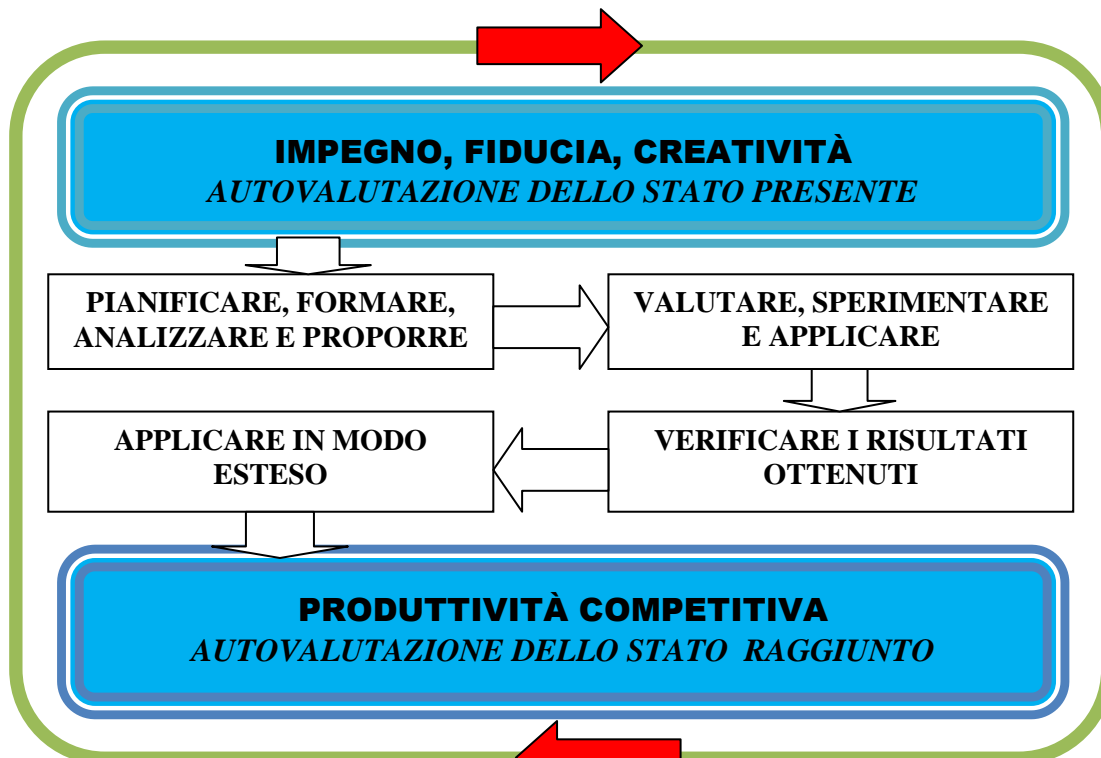 IMPEGNO, FIDUCIA, CREATIVITÀ
AUTOVALUTAZIONE DELLO STATO PRESENTE
PIANIFICARE, FORMARE,
ANALIZZARE E PROPORRE
VALUTARE, SPERIMENTARE
E APPLICARE
APPLICARE IN MODO
ESTESO
VERIFICARE I RISULTATI
OTTENUTI
PRODUTTIVITÀ COMPETITIVA
AUTOVALUTAZIONE DELLO STATO RAGGIUNTO